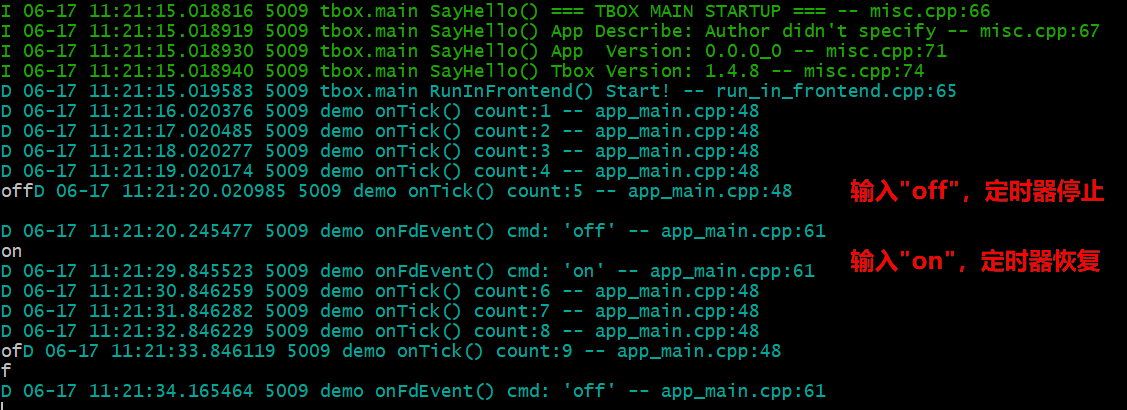 I 06-17 11:21:15.018816 5009 tbox.main SayHello() === TBOX MAIN STARTUP === -- misc.cpp:66
I 06-17 11:21:15.018919 5009 tbox.main SayHello() App Describe: Author didn't specify -- misc.cpp:67
I 06-17 11:21:15.018930 5009 tbox.main SayHello() App  Version: 0.0.0_0 -- misc.cpp:71
I 06-17 11:21:15.018940 5009 tbox.main SayHello() Tbox Version: 1.4.8 -- misc.cpp:74
D 06-17 11:21:15.019583 5009 tbox.main RunInFrontend() Start! -- run_in_frontend.cpp:65
D 06-17 11:21:16.020376 5009 demo onTick() count:1 -- app_main.cpp:48
D 06-17 11:21:17.020485 5009 demo onTick() count:2 -- app_main.cpp:48
D 06-17 11:21:18.020277 5009 demo onTick() count:3 -- app_main.cpp:48
D 06-17 11:21:19.020174 5009 demo onTick() count:4 -- app_main.cpp:48
offD 06-17 11:21:20.020985 5009 demo onTick() count:5 -- app_main.cpp:48
输入"off"，定时器停止
D 06-17 11:21:20.245477 5009 demo onFdEvent() cmd: 'off' -- app_main.cpp:61
on
输入"on"，定时器恢复
D 06-17 11:21:29.845523 5009 demo onFdEvent() cmd: 'on' -- app_main.cpp:61
D 06-17 11:21:30.846259 5009 demo onTick() count:6 -- app_main.cpp:48
D 06-17 11:21:31.846282 5009 demo onTick() count:7 -- app_main.cpp:48
D 06-17 11:21:32.846229 5009 demo onTick() count:8 -- app_main.cpp:48
ofD 06-17 11:21:33.846119 5009 demo onTick() count:9 -- app_main.cpp:48
f
D 06-17 11:21:34.165464 5009 demo onFdEvent() cmd: 'off' -- app_main.cpp:61